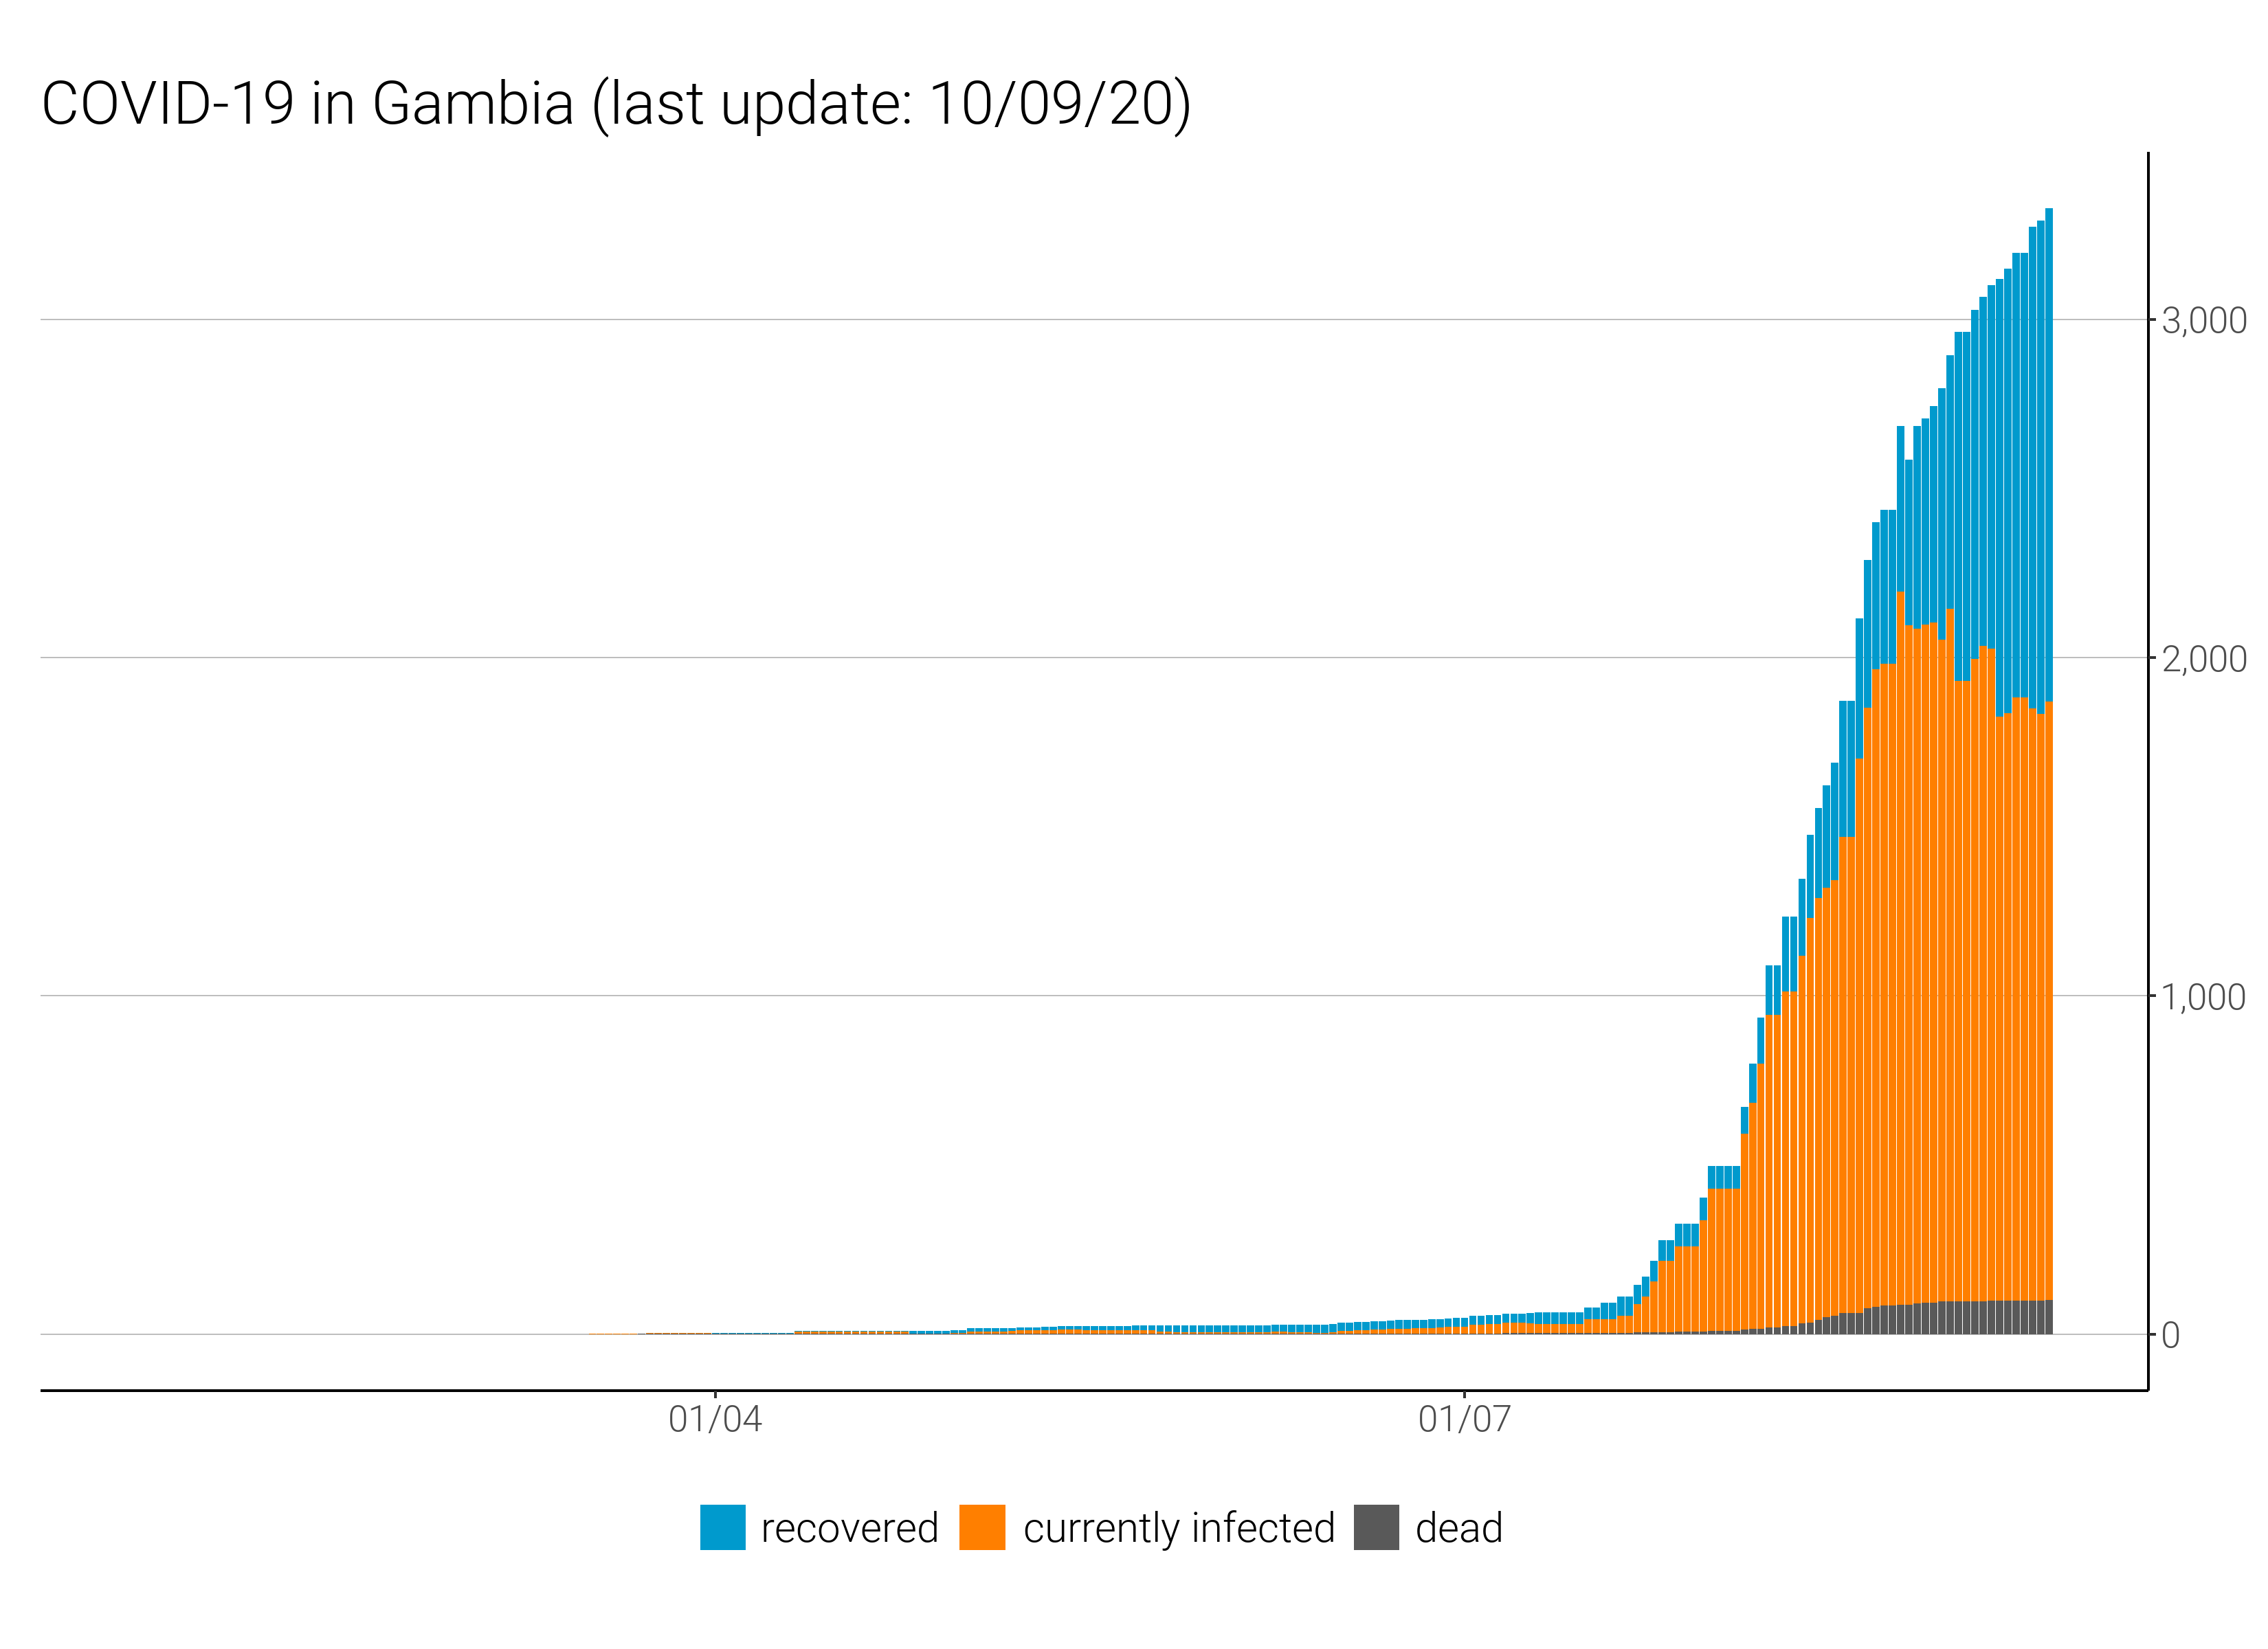 COVID-19 in Gambia (last update: 10/09/20)
3,000
2,000
1,000
0
01/04 01/07
recovered currently infected dead